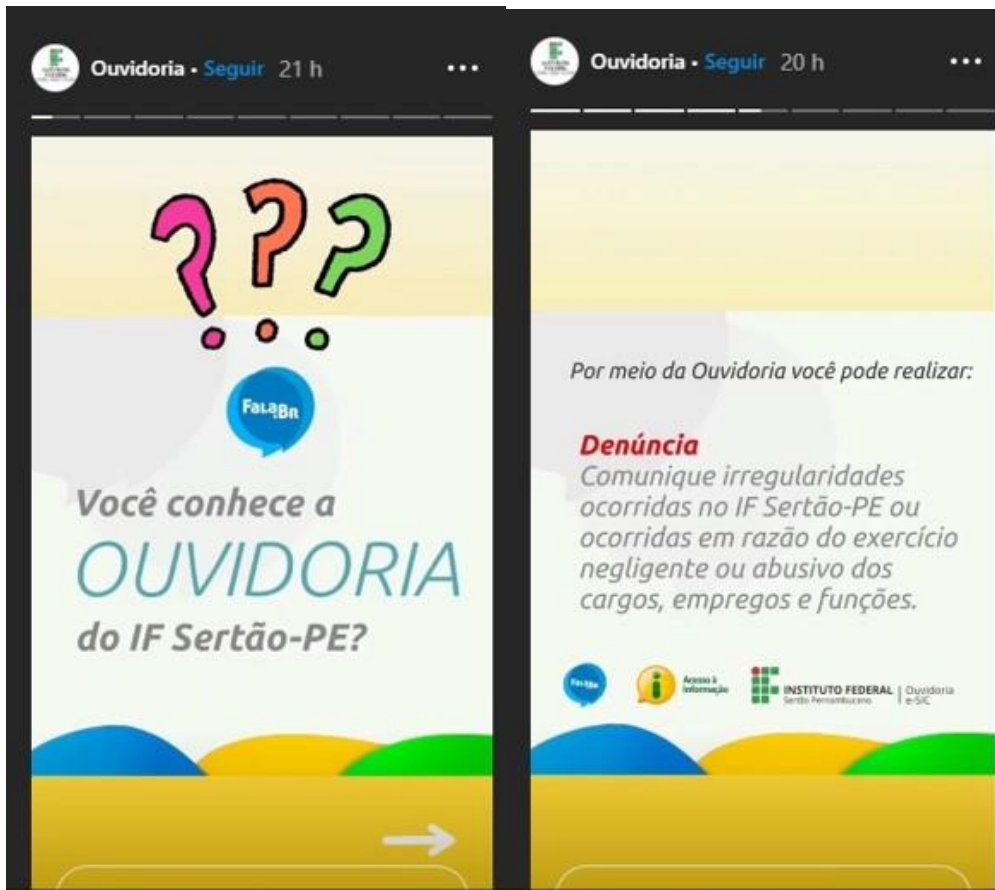 Ouvidoria • Seguir 21 h
???
FALA.BR
Você conhece a
OUVIDORIA
do IF Sertão-PE?
Ouvidoria • Seguir 20 h
Por meio da Ouvidoria você pode realizar:
Denúncia
Comunique irregularidades
ocorridas no IF Sertão-PE ou
ocorridas em razão do exercício
negligente ou abusivo dos
cargos, empregos e funções.
FALA.BR
Acesso à
Informação
INSTITUTO FEDERAL
Sertão Pernambucano
Ouvidoria
e-SIC